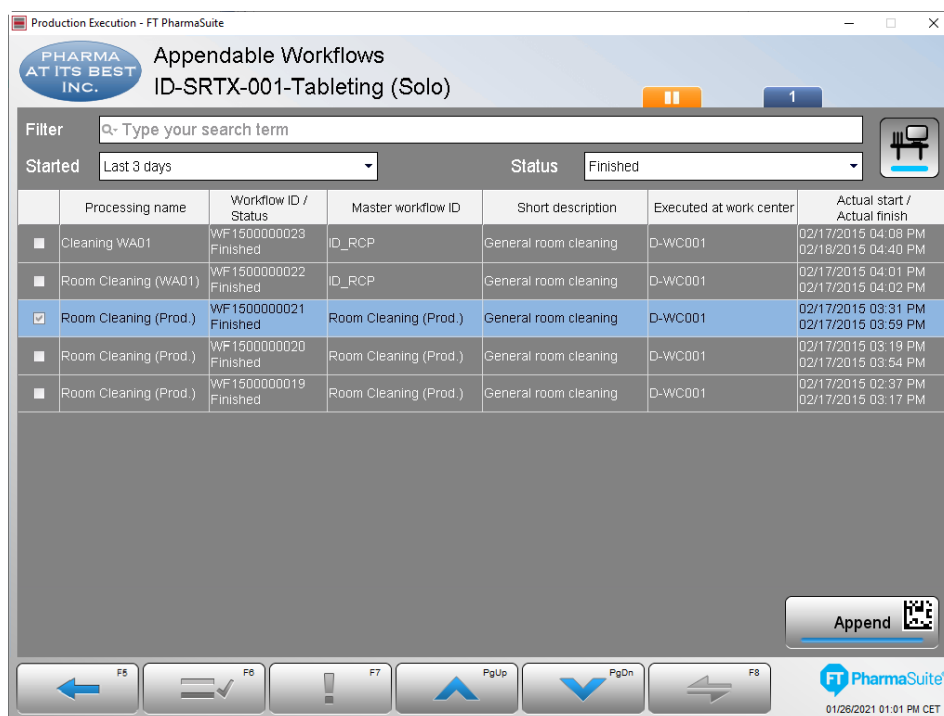 Production Execution - FT PharmaSuite
PHARMA
AT ITS BEST
INC.
Appendable Workflows
ID-SRTX-001-Tableting (Solo)
1
Filter
Type your search term
Started
Last 3 days
Status
Finished
Processing name
Workflow ID /
Status
Master workflow ID
Short description
Executed at work center
Actual start /
Actual finish
Cleaning WA01
WF1500000023
Finished
ID_RCP
General room cleaning
D-WC001
02/17/2015 04:08 PM
02/18/2015 04:40 PM
Room Cleaning (WA01)
WF1500000022
Finished
ID_RCP
General room cleaning
D-WC001
02/17/2015 04:01 PM
02/17/2015 04:02 PM
Room Cleaning (Prod.)
WF1500000021
Finished
Room Cleaning (Prod.)
General room cleaning
D-WC001
02/17/2015 03:31 PM
02/17/2015 03:59 PM
Room Cleaning (Prod.)
WF1500000020
Finished
Room Cleaning (Prod.)
General room cleaning
D-WC001
02/17/2015 03:19 PM
02/17/2015 03:54 PM
Room Cleaning (Prod.)
WF1500000019
Finished
Room Cleaning (Prod.)
General room cleaning
D-WC001
02/17/2015 02:37 PM
02/17/2015 03:17 PM
Append
F5
F6
F7
PgUp
PgDn
F8
FT PharmaSuite®
01/26/2021 01:01 PM CET